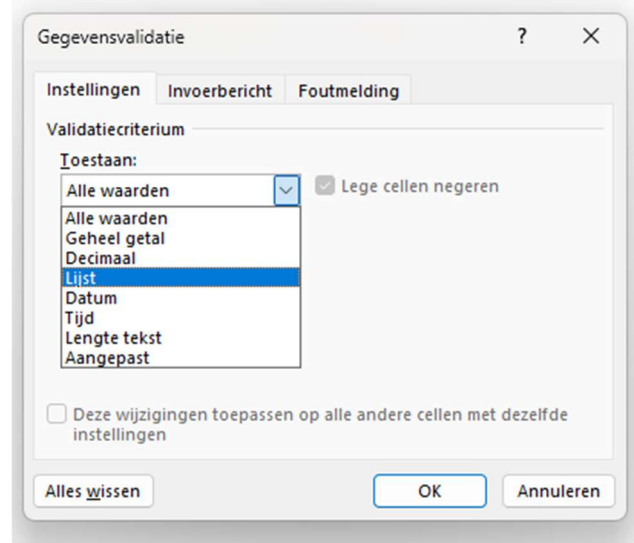 Gegevensvalidatie ?
Instellingen Invoerbericht Foutmelding
Validatiecriterium
Toestaan:
Alle waarden Lege cellen negeren
Alle waarden
Geheel getal
Decimaal
Lijst
Datum
Tijd
Lengte tekst
Aangepast
Deze wijzigingen toepassen op alle andere cellen met dezelfde
instellingen
Alles wissen OK Annuleren